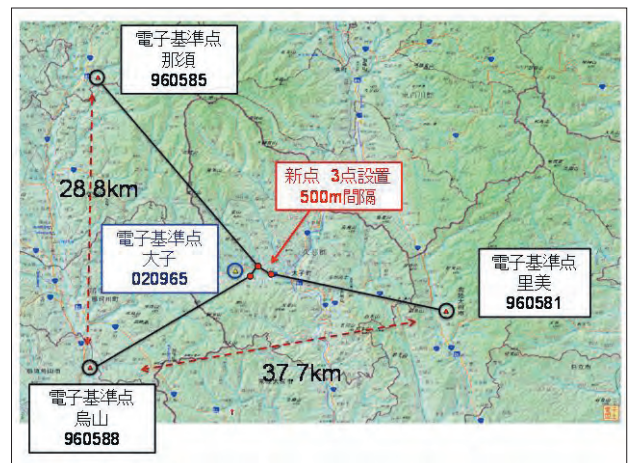 電子基準点
那須
960585
28.8km
新点 3点設置
500m間隔
電子基準点
大子
020965
電子基準点
里美
960581
37.7km
電子基準点
烏山
960588